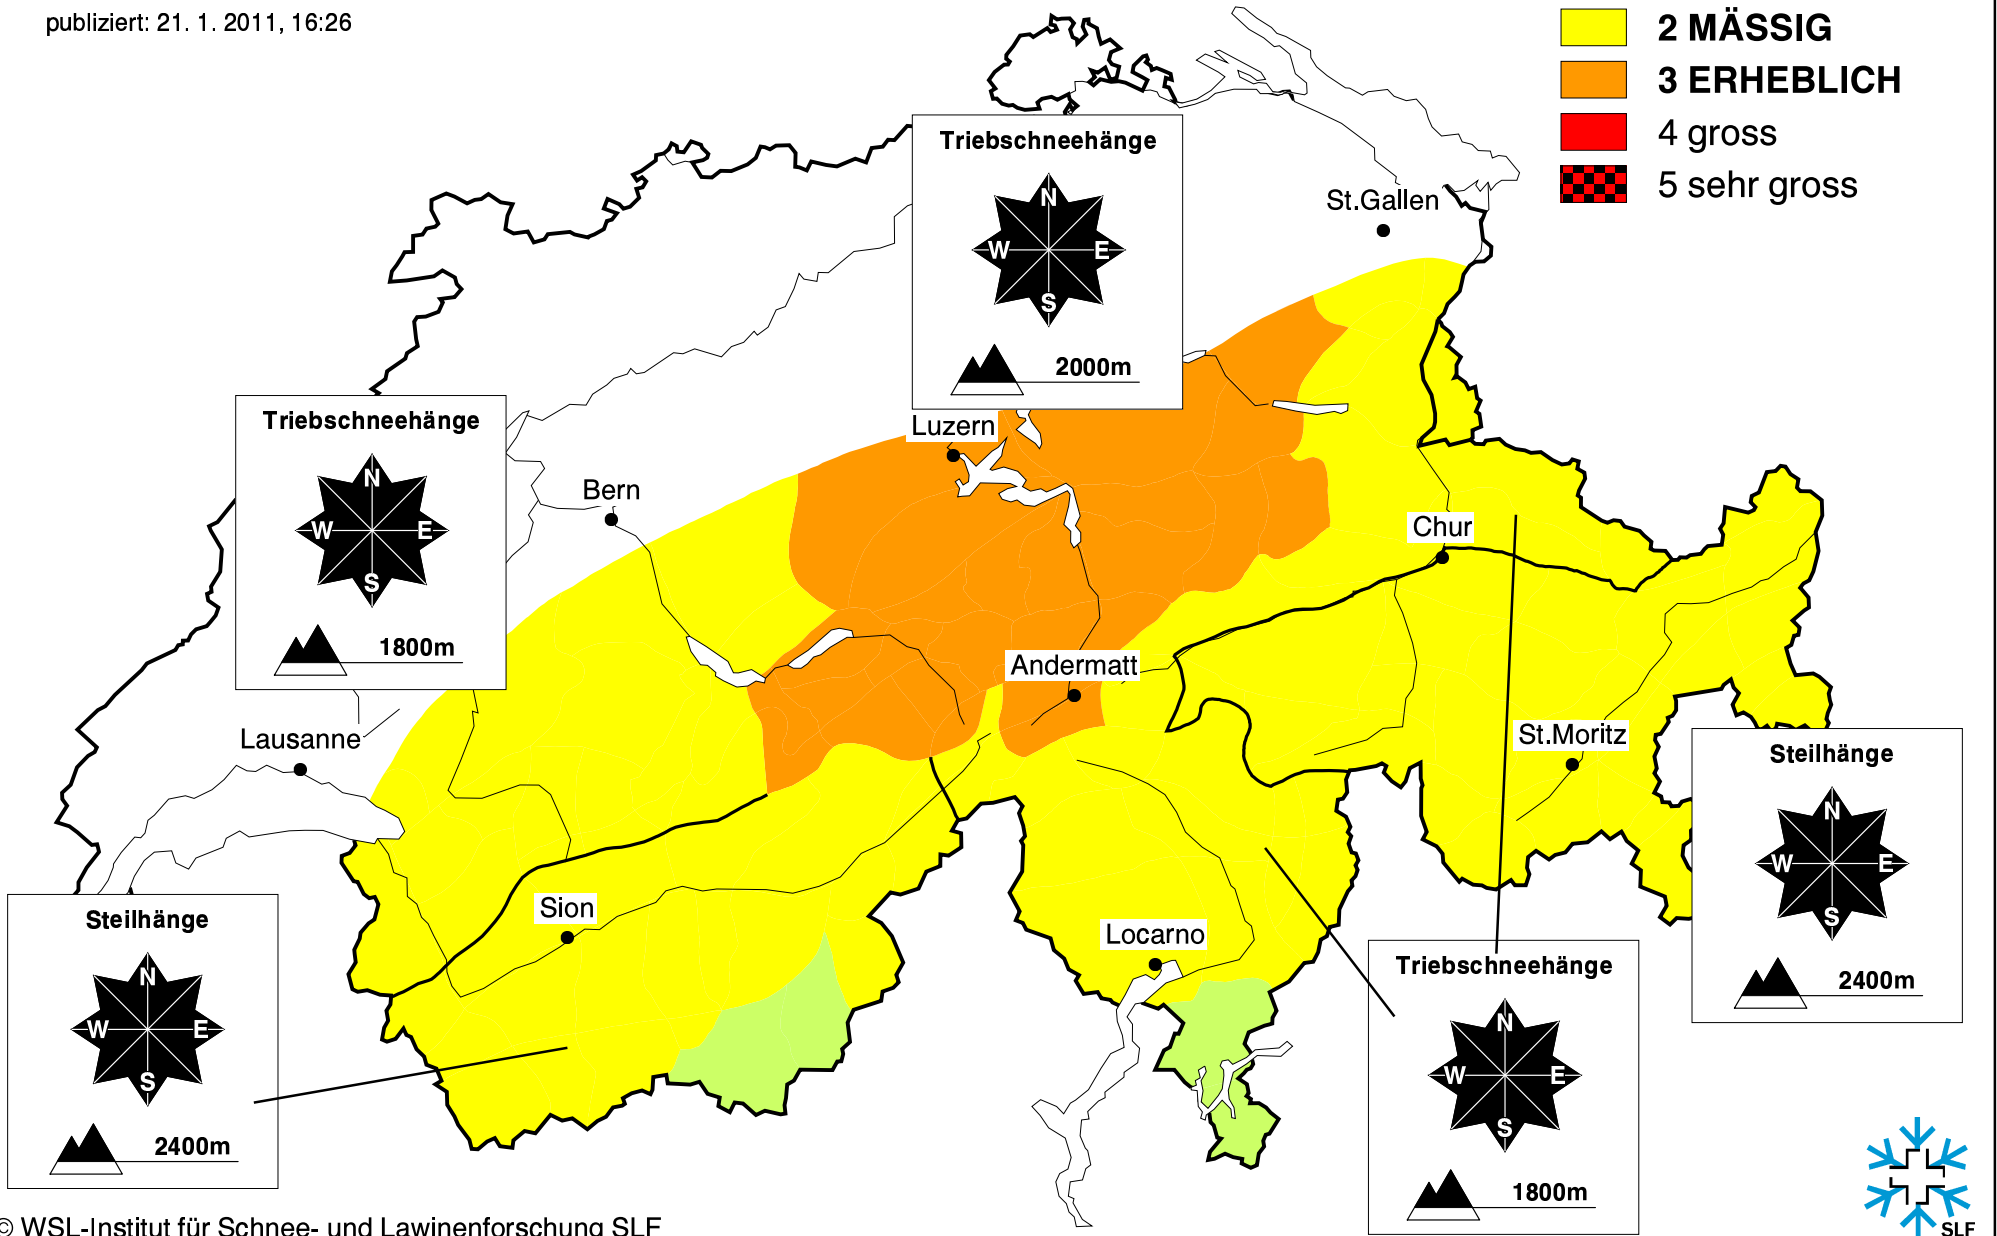 publiziert: 21. 1. 2011, 16:26
2 MÄSSIG
3 ERHEBLICH
4 gross
5 sehr gross
Triebschneehänge
N
W E
S
2000m
St.Gallen
Triebschneehänge
N
W E
S
1800m
Luzern
Bern
Chur
Andermatt
Lausanne
St.Moritz
Steilhänge
N
W E
S
2400m
Steilhänge
N
W E
S
2400m
Sion
Locarno
Triebschneehänge
N
W E
S
1800m
© WSL-Institut für Schnee- und Lawinenforschung SLF
SLF